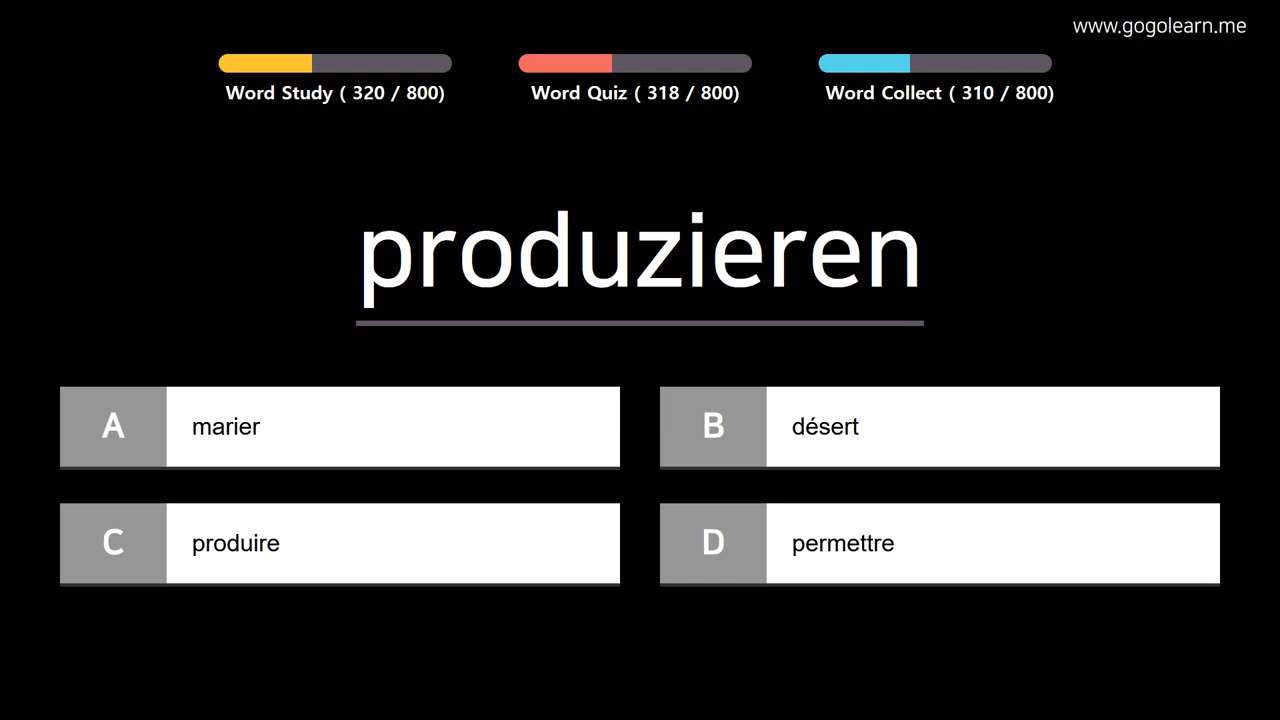 www.gogolearn.me
Word Study ( 320 / 800)
Word Quiz ( 318 / 800)
Word Collect ( 310 / 800)
produzieren
A marier
B désert
C produire
D permettre